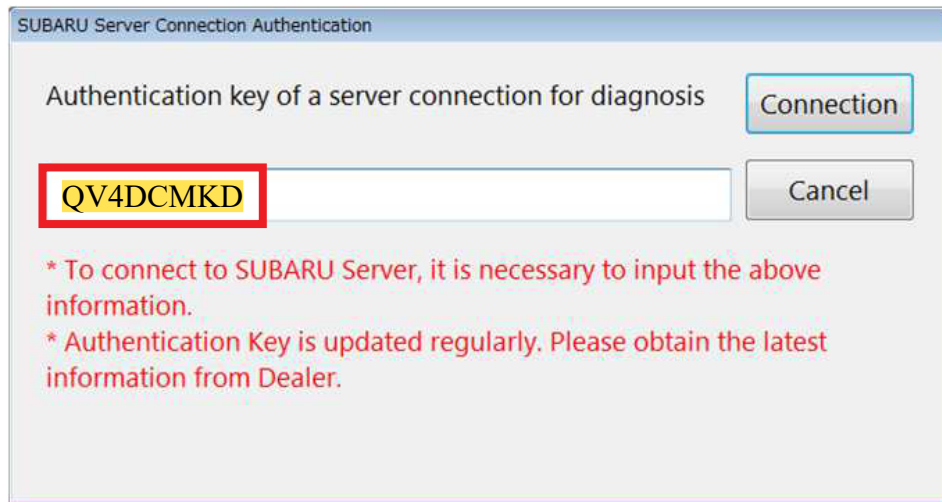 SUBARU Server Connection Authentication
Authentication key of a server connection for diagnosis
Connection
QV4DCMKD
Cancel
* To connect to SUBARU Server, it is necessary to input the above
information.
* Authentication Key is updated regularly. Please obtain the latest
information from Dealer.